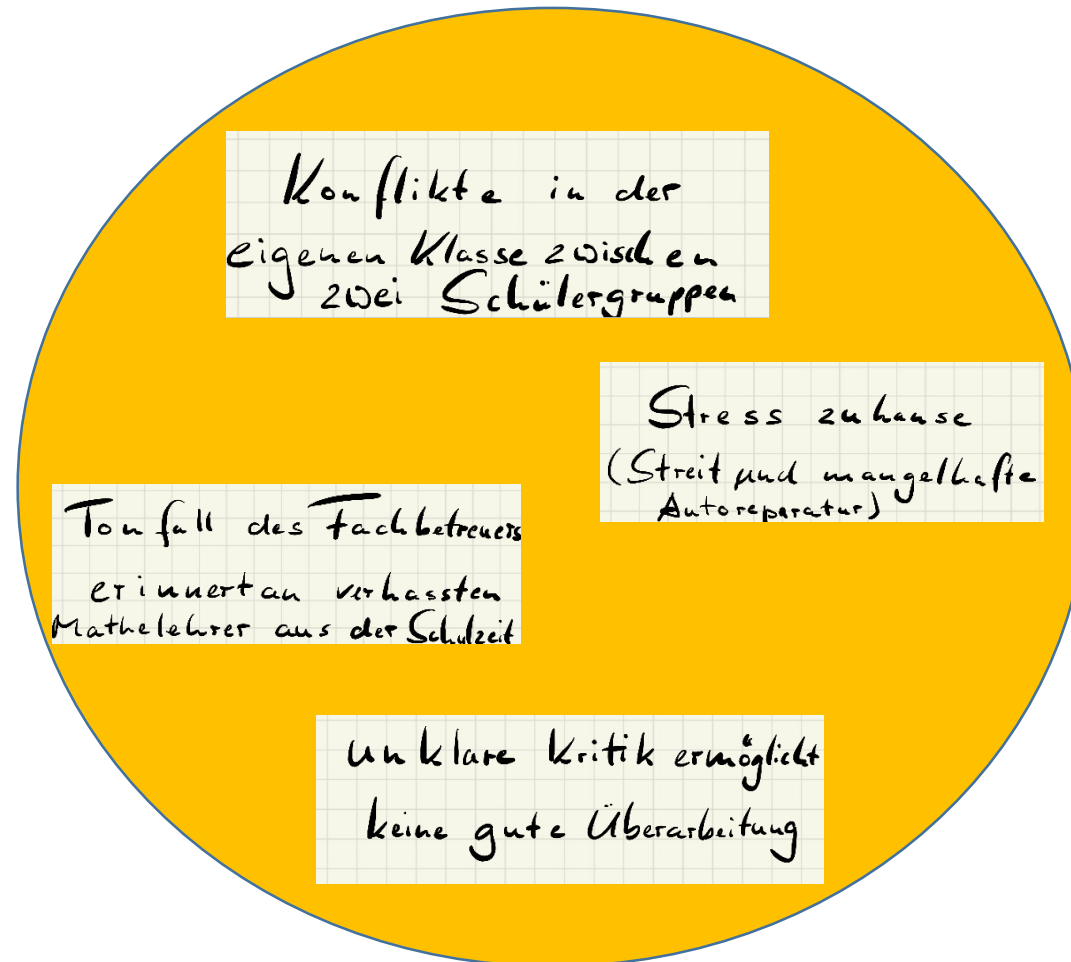 Konflikte in der
eigenen Klasse zwischen
zwei Schülergruppen
Stress zuhause
(Streit und mangelhafte
Autoreparatur)
Tonfall des Fachbetreuers
erinnert an verhassten
Mathelehrer aus der Schulzeit
unklare Kritik ermöglicht
keine gute Überarbeitung